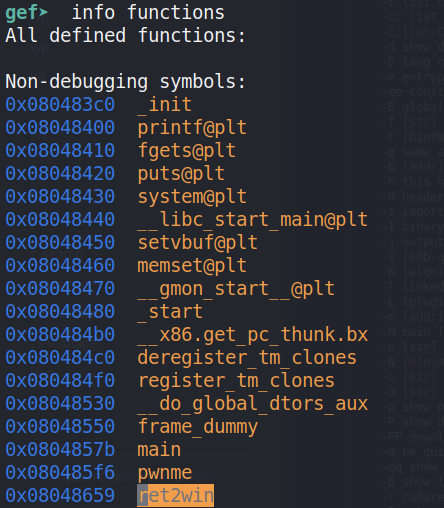 gef➤  info functions
All defined functions:
Non-debugging symbols:
0x080483c0  _init
0x08048400  printf@plt
0x08048410  fgets@plt
0x08048420  puts@plt
0x08048430  system@plt
0x08048440  __libc_start_main@plt
0x08048450  setvbuf@plt
0x08048460  memset@plt
0x08048470  __gmon_start__@plt
0x08048480  _start
0x080484b0  __x86.get_pc_thunk.bx
0x080484c0  deregister_tm_clones
0x080484f0  register_tm_clones
0x08048530  __do_global_dtors_aux
0x08048550  frame_dummy
0x0804857b  main
0x080485f6  pwnme
0x08048659  ret2win